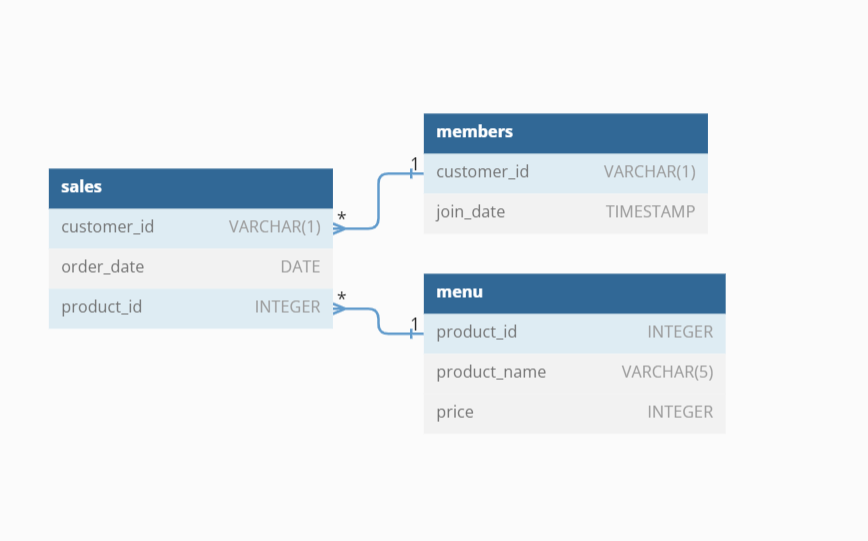 sales
customer_id VARCHAR(1)
order_date DATE
product_id INTEGER
*
*
1
1
members
customer_id VARCHAR(1)
join_date TIMESTAMP
menu
product_id INTEGER
product_name VARCHAR(5)
price INTEGER